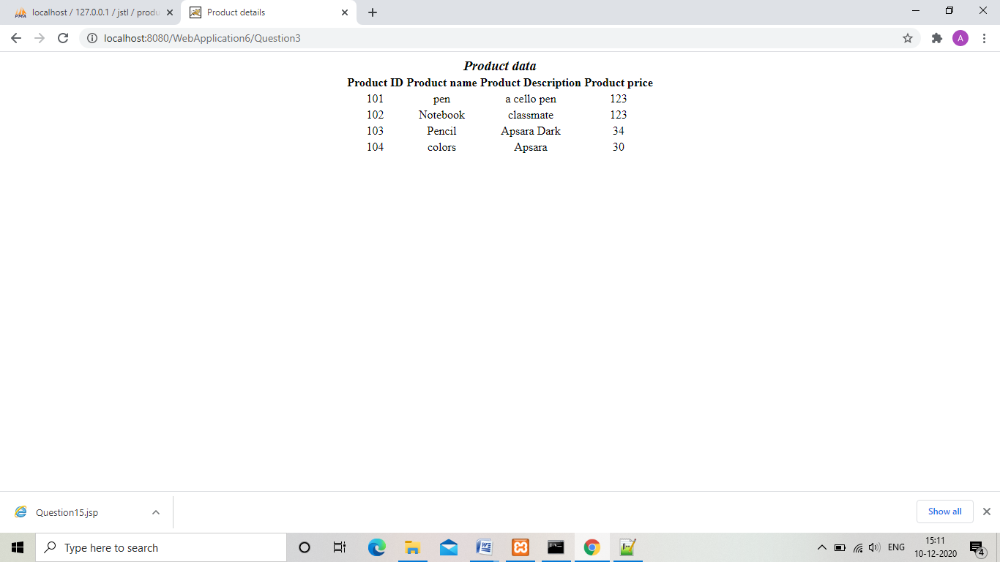 localhost / 127.0.0.1 / jstl / produ
Product details
localhost:8080/WebApplication6/Question3
A
Product data
Product ID Product name Product Description Product price
101 pen a cello pen 123
102 Notebook classmate 123
103 Pencil Apsara Dark 34
104 colors Apsara 30
Question15.jsp
Show all
Type here to search
ENG
15:11
10-12-2020
4